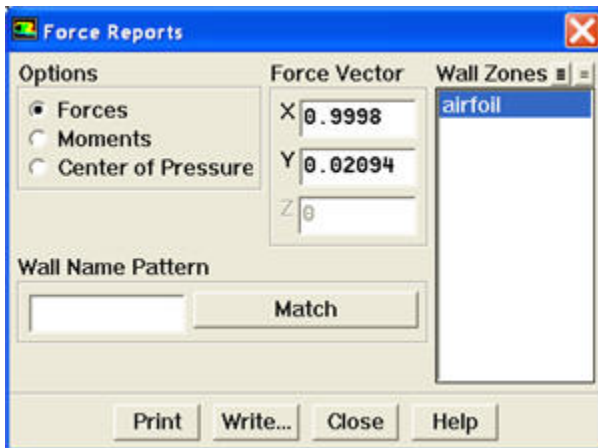 Force Reports
Options
Forces
Moments
Center of Pressure
Force Vector
X 0.9998
Y 0.02094
Z 0
Wall Zones
airfoil
Wall Name Pattern
Match
Print Write... Close Help